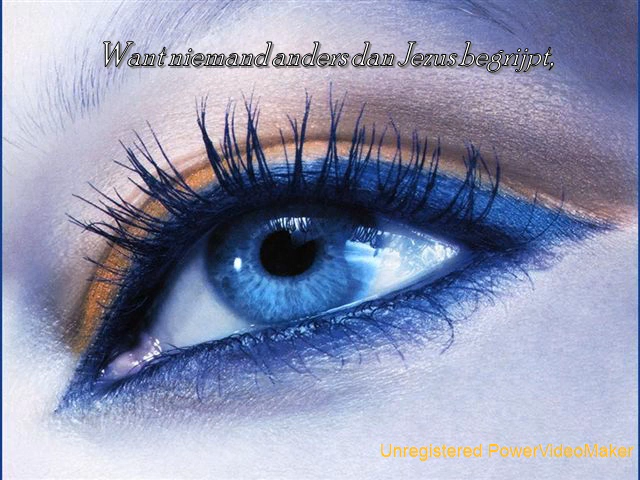 Want niemand anders dan Jezus begrijpt,
Unregistered PowerVideoMaker